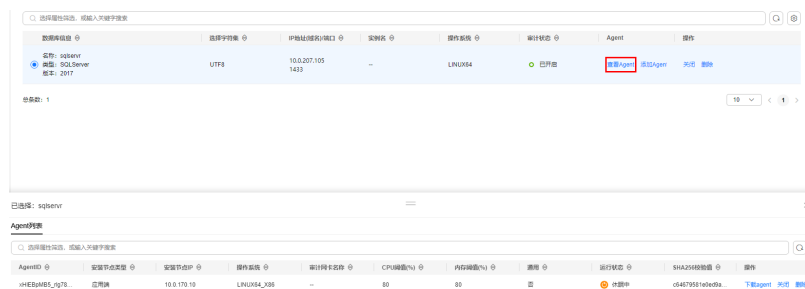 选择属性筛选，或输入关键字搜索
数据库信息 选择字符集 IP地址(域名)/端口 实例名 操作系统 审计状态 Agent 操作
名称：sqlservr
类型：SQLServer
版本：2017
UTF8
10.0.207.105
1433
--
LINUX64
已开启
查看Agent 添加Agent 关闭 删除
总条数：1
10 1
已选择：sqlservr
Agent列表
选择属性筛选，或输入关键字搜索
AgentID 安装节点类型 安装节点IP 操作系统 审计网卡名称 CPU阈值(%) 内存阈值(%) 通用 运行状态 SHA256校验值 操作
应用端 10.0.170.10 LINUX64_X86 -- 80 80 否 休眠中 下载agent 关闭 删除